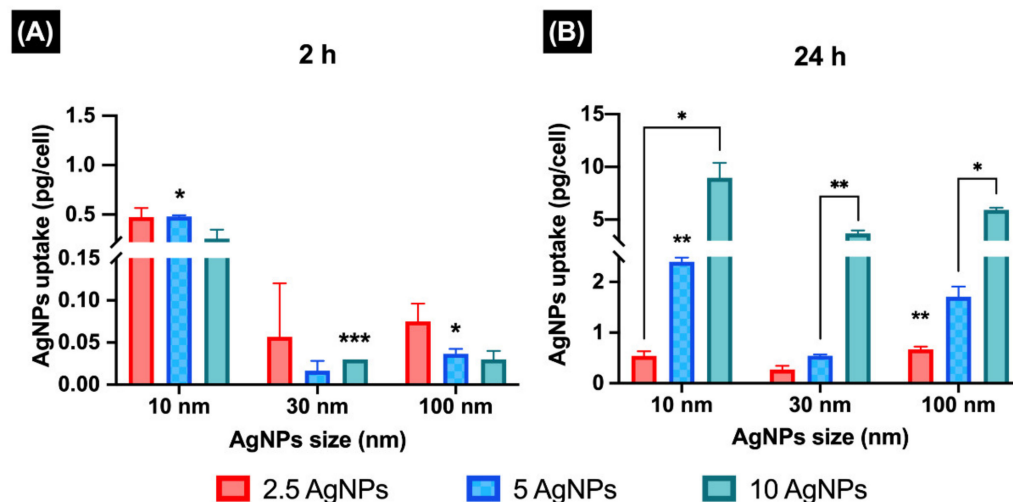 (A)
2 h
AgNPs uptake (pg/cell)
1.5
1.0
0.5
0.15
0.10
0.05
0.00
*
***
*
10 nm
30 nm
100 nm
AgNPs size (nm)
(B)
24 h
AgNPs uptake (pg/cell)
15
10
5
2
1
0
*
**
**
**
*
10 nm
30 nm
100 nm
AgNPs size (nm)
2.5 AgNPs
5 AgNPs
10 AgNPs